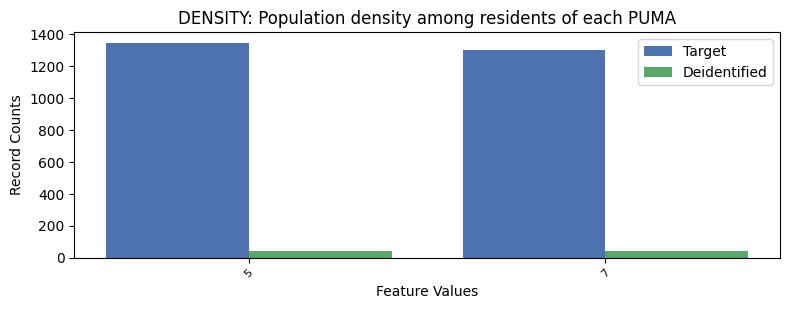 DENSITY: Population density among residents of each PUMA
1400
1200
1000
800
600
400
200
0
Record Counts
Target
Deidentified
5
7
Feature Values